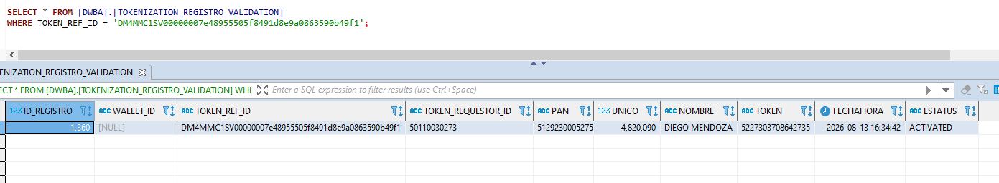 SELECT * FROM [DWBA].[TOKENIZATION_REGISTRO_VALIDATION]
WHERE TOKEN_REF_ID = 'DM4MMC1SV00000007e48955505f8491d8e9a0863590b49f1';
ENIZATION_REGISTRO_VALIDATION
ECT * FROM [DWBA].[TOKENIZATION_REGISTRO_VALIDATION] WHI Enter a SQL expression to filter results (use Ctrl+Space)
123 ID_REGISTRO ABC WALLET_ID ABC TOKEN_REF_ID ABC TOKEN_REQUESTOR_ID ABC PAN 123 UNICO ABC NOMBRE ABC TOKEN FECHAHORA ABC ESTATUS
1,360 [NULL] DM4MMC1SV00000007e48955505f8491d8e9a0863590b49f1 50110030273 5129230005275 4,820,090 DIEGO MENDOZA 5227303708642735 2026-08-13 16:34:42 ACTIVATED